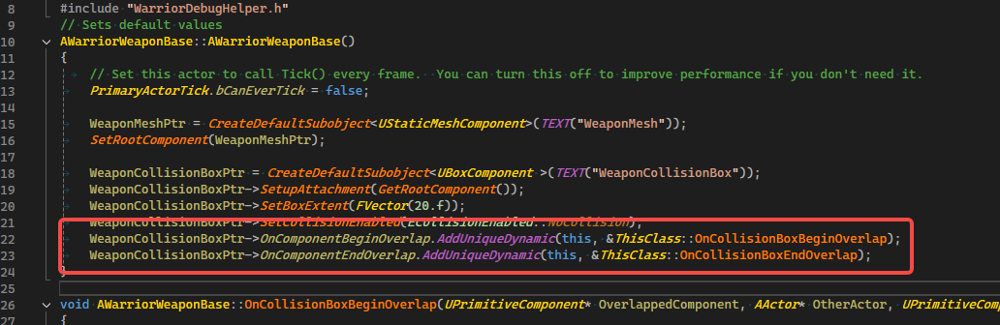 8 #include "WarriorDebugHelper.h"
9 // Sets default values
10 AWarriorWeaponBase::AWarriorWeaponBase()
11 {
12 // Set this actor to call Tick() every frame.  You can turn this off to improve performance if you don't need it.
13 PrimaryActorTick.bCanEverTick = false;
14
15 WeaponMeshPtr = CreateDefaultSubobject<UStaticMeshComponent>(TEXT("WeaponMesh"));
16 SetRootComponent(WeaponMeshPtr);
17
18 WeaponCollisionBoxPtr = CreateDefaultSubobject<UBoxComponent >(TEXT("WeaponCollisionBox"));
19 WeaponCollisionBoxPtr->SetupAttachment(GetRootComponent());
20 WeaponCollisionBoxPtr->SetBoxExtent(FVector(20.f));
21 WeaponCollisionBoxPtr->SetCollisionEnabled(ECollisionEnabled::NoCollision);
22 WeaponCollisionBoxPtr->OnComponentBeginOverlap.AddUniqueDynamic(this, &ThisClass::OnCollisionBoxBeginOverlap);
23 WeaponCollisionBoxPtr->OnComponentEndOverlap.AddUniqueDynamic(this, &ThisClass::OnCollisionBoxEndOverlap);
24 }
25
26 void AWarriorWeaponBase::OnCollisionBoxBeginOverlap(UPrimitiveComponent* OverlappedComponent, AActor* OtherActor, UPrimitiveComp
27 {